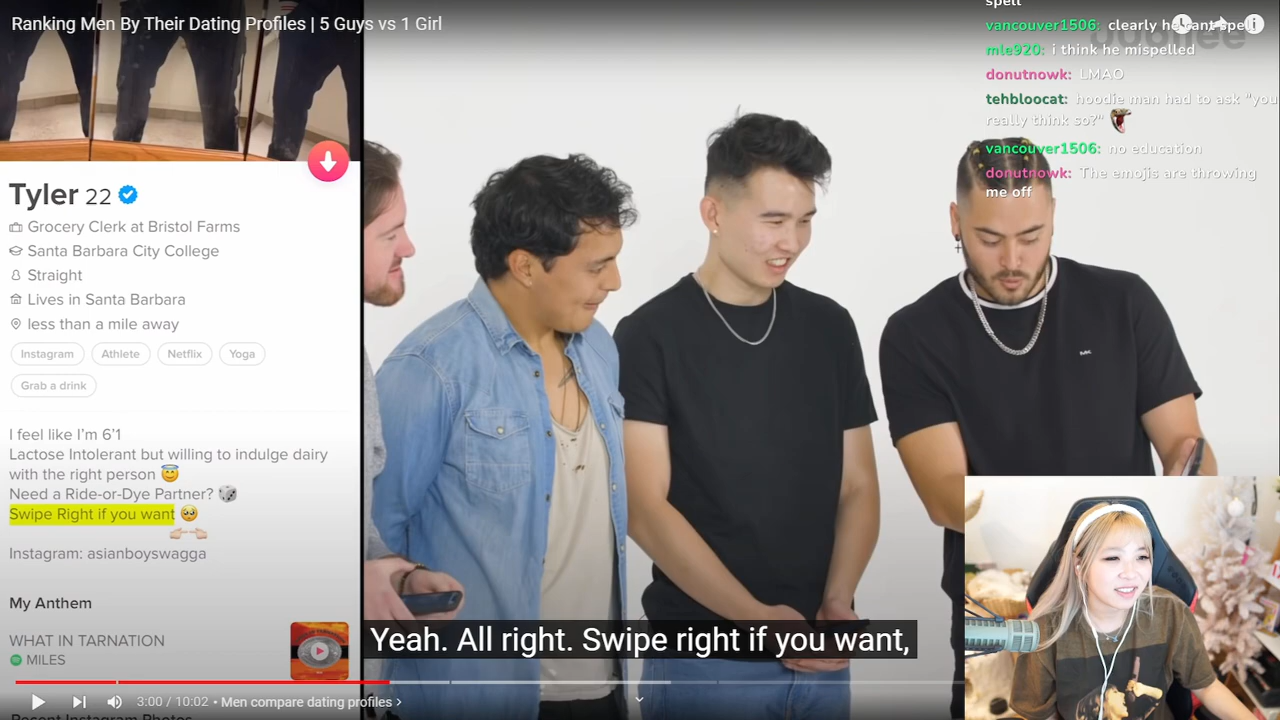 Ranking Men By Their Dating Profiles | 5 Guys vs 1 Girl
spell
vancouver1506: clearly he cant spell
mle920: i think he mispelled
donutnowk: LMAO
tehbloocat: hoodie man had to ask "you
really think so?"
vancouver1506: no education
donutnowk: The emojis are throwing
me off
Tyler 22
Grocery Clerk at Bristol Farms
Santa Barbara City College
Straight
Lives in Santa Barbara
less than a mile away
Instagram Athlete Netflix Yoga
Grab a drink
I feel like I'm 6'1
Lactose Intolerant but willing to indulge dairy
with the right person 😇
Need a Ride-or-Dye Partner? 🎲
Swipe Right if you want 🥺
👉🏻👈🏻
Instagram: asianboyswagga
My Anthem
WHAT IN TARNATION
MILES
Yeah. All right. Swipe right if you want,
3:00 / 10:02 • Men compare dating profiles >
Recent Instagram Photos